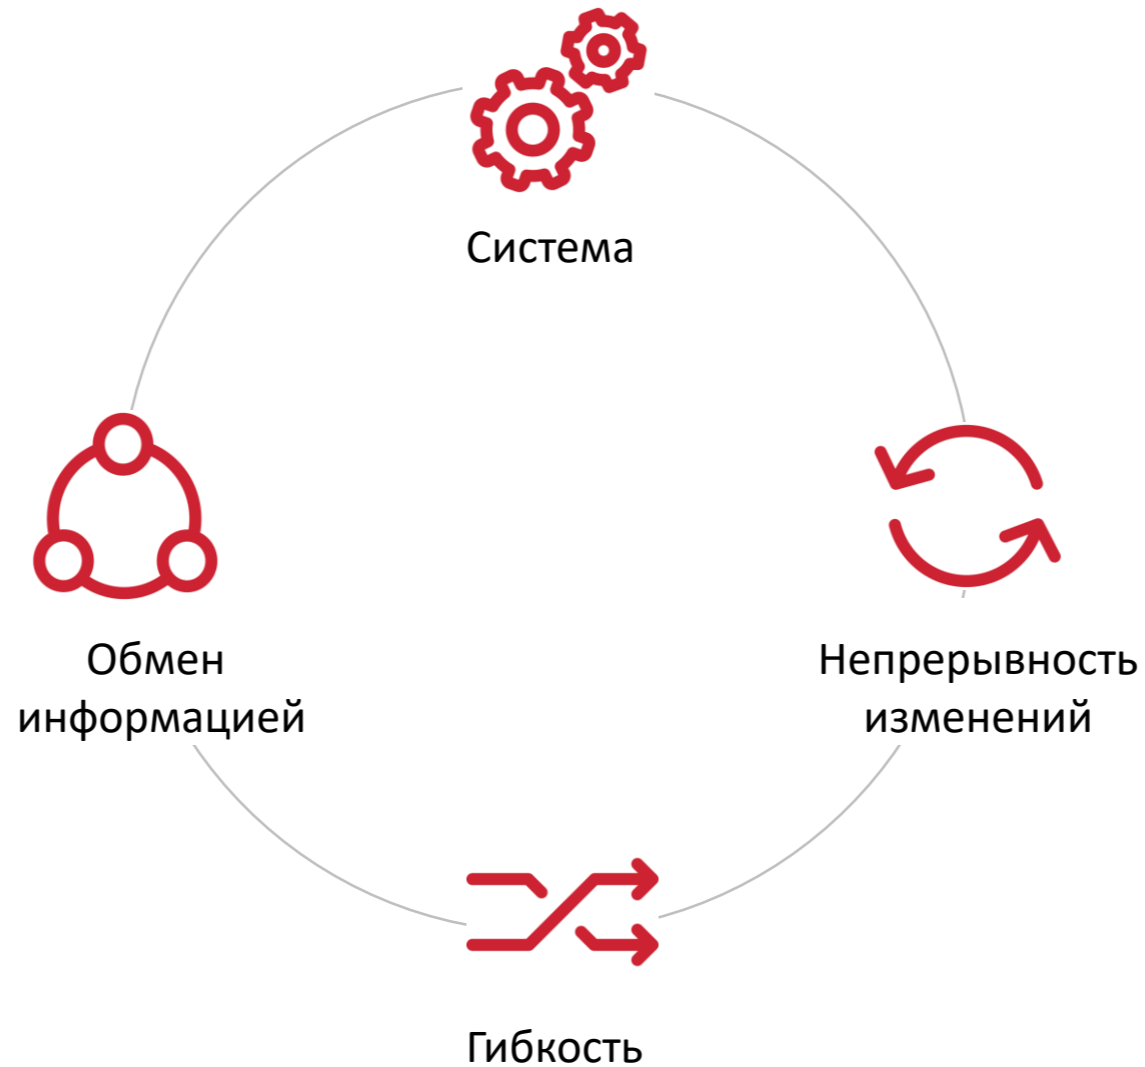 Система
Обмен
информацией
Непрерывность
изменений
Гибкость